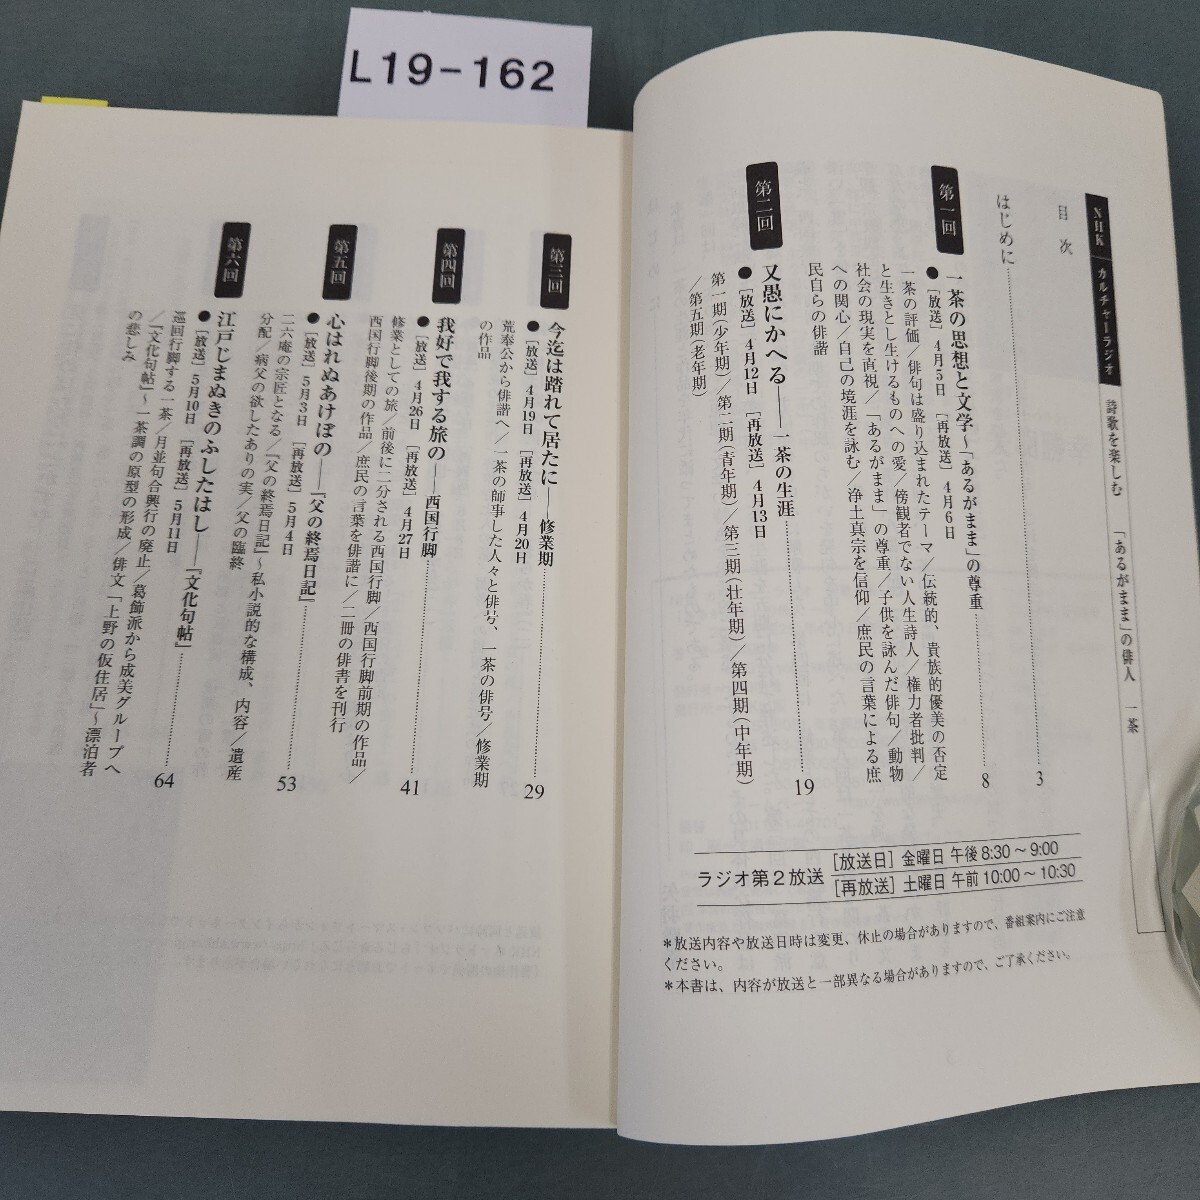 L19-162
NHK カルチャーラジオ 詩歌を楽しむ 「あるがまま」の俳人 一茶
目次
はじめに 3
第一回
一茶の思想と文学～「あるがまま」の尊重 8
●［放送］4月5日 ［再放送］4月6日
一茶の評価／俳句は盛り込まれたテーマ／伝統的、貴族的優美の否定
と生きとし生けるものへの愛／傍観者でない人生詩人／権力者批判／
社会の現実を直視／「あるがまま」の尊重／子供を詠んだ俳句／動物
への関心／自己の境涯を詠む／浄土真宗を信仰／庶民の言葉による庶
民自らの俳諧
第二回
又愚にかへる——一茶の生涯 19
●［放送］4月12日 ［再放送］4月13日
第一期（少年期）／第二期（青年期）／第三期（壮年期）／第四期（中年期）
／第五期（老年期）
ラジオ第2放送
［放送日］金曜日 午後8:30～9:00
［再放送］土曜日 午前10:00～10:30
＊放送内容や放送日時は変更、休止の場合がありますので、番組案内にご注意
ください。
＊本書は、内容が放送と一部異なる場合がありますので、ご了承ください。
第三回
今迄は踏れて居たに——修業期 29
●［放送］4月19日 ［再放送］4月20日
荒奉公から俳諧へ／一茶の師事した人々と俳号、一茶の俳号／修業期
の作品
第四回
我好て我する旅の——西国行脚 41
●［放送］4月26日 ［再放送］4月27日
修業としての旅／前後に二分される西国行脚／西国行脚前期の作品／
西国行脚後期の作品／庶民の言葉を俳諧に／二冊の俳書を刊行
第五回
心はれぬあけぼの——『父の終焉日記』 53
●［放送］5月3日 ［再放送］5月4日
二六庵の宗匠となる／『父の終焉日記』～私小説的な構成、内容／遺産
分配／病父の欲したありの実／父の臨終
第六回
江戸じまぬきのふしたはし——『文化句帖』 64
●［放送］5月10日 ［再放送］5月11日
巡回行脚する一茶／月並句合興行の廃止／葛飾派から成美グループへ
／『文化句帖』～一茶調の原型の形成／俳文「上野の仮住居」～漂泊者
の悲しみ